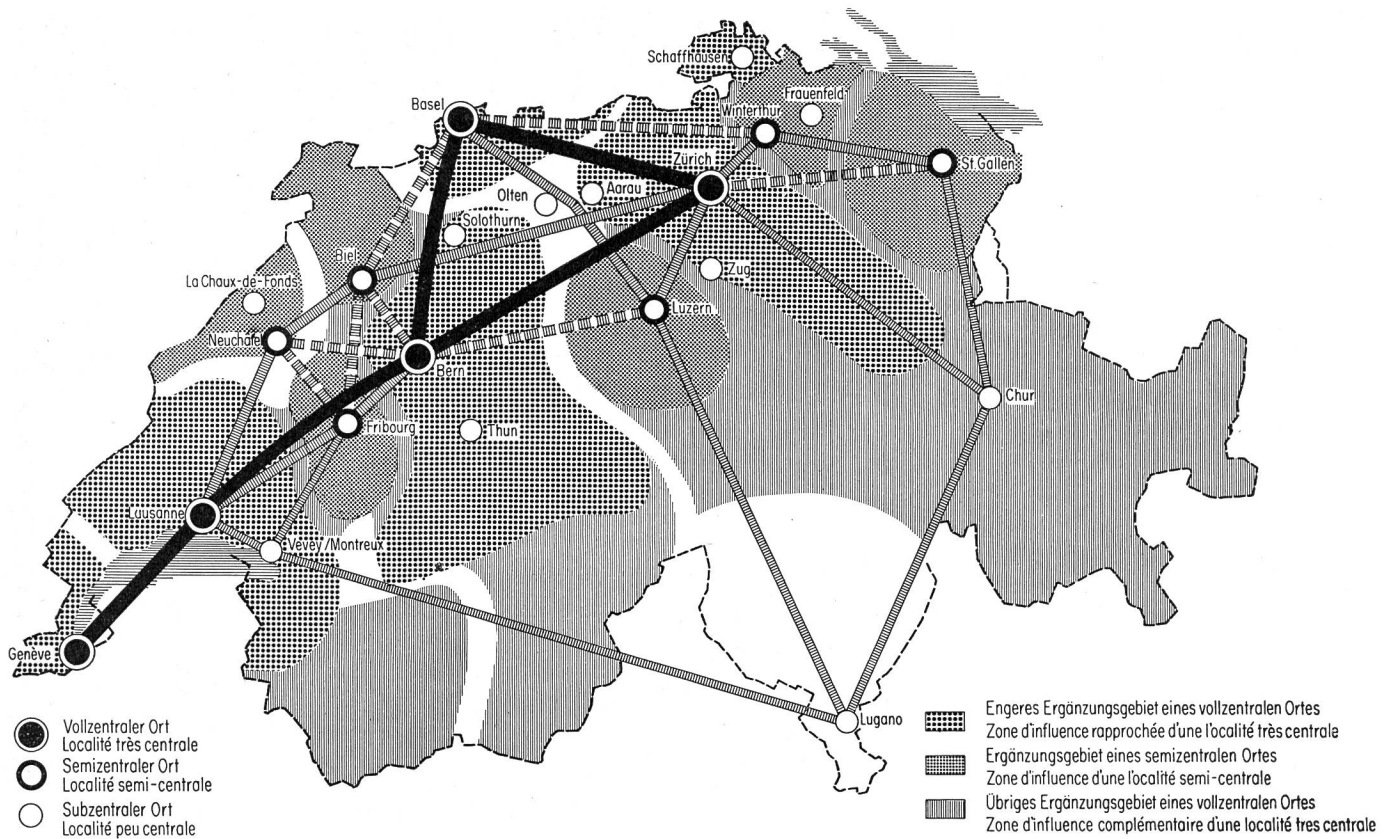 Schaffhausen
Basel
Frauenfeld
Winterthur
Zürich
St.Gallen
Olten
Aarau
Solothurn
Biel
La Chaux-de-Fonds
Zug
Luzern
Neuchâtel
Bern
Chur
Fribourg
Thun
Lausanne
Vevey/Montreux
Genève
Lugano
Vollzentraler Ort
Localité très centrale
Semizentraler Ort
Localité semi-centrale
Subzentraler Ort
Localité peu centrale
Engeres Ergänzungsgebiet eines vollzentralen Ortes
Zone d'influence rapprochée d'une l'ocalité très centrale
Ergänzungsgebiet eines semizentralen Ortes
Zone d'influence d'une l'ocalité semi-centrale
Übriges Ergänzungsgebiet eines vollzentralen Ortes
Zone d'influence complémentaire d'une localité tres centrale